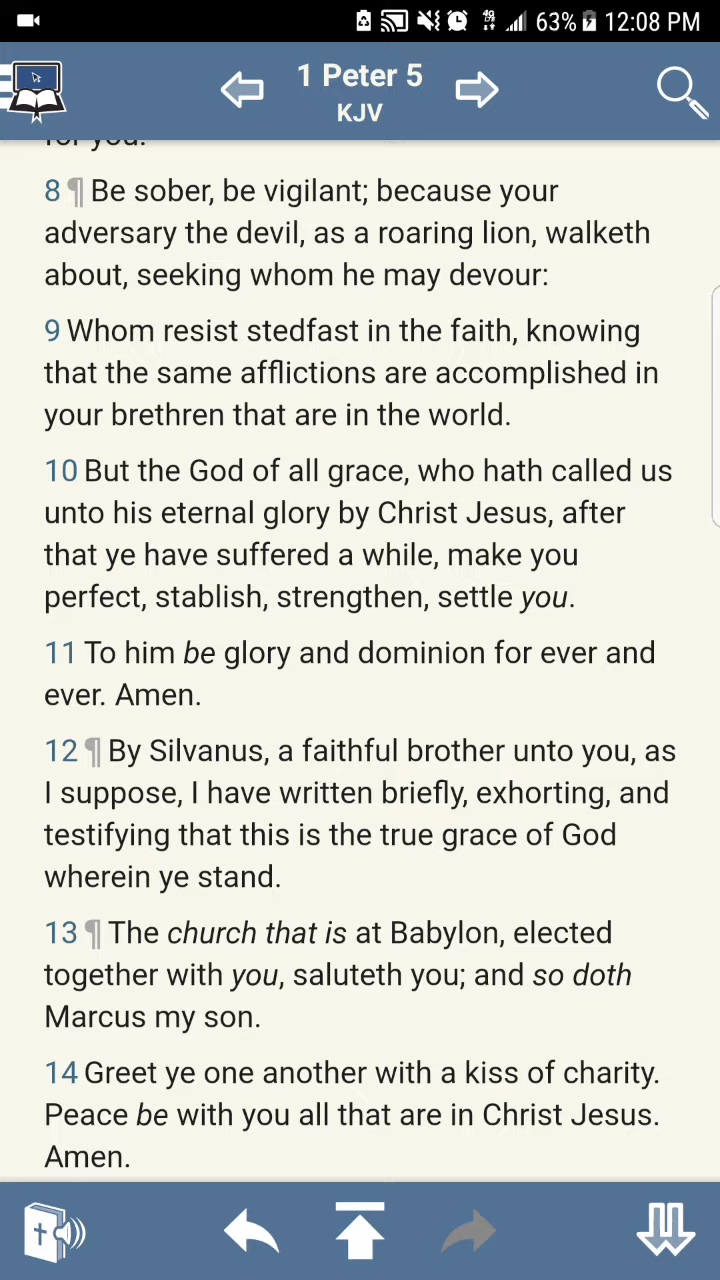 4G
63% 12:08 PM
1 Peter 5
KJV
for you.
8 ¶ Be sober, be vigilant; because your
adversary the devil, as a roaring lion, walketh
about, seeking whom he may devour:
9 Whom resist stedfast in the faith, knowing
that the same afflictions are accomplished in
your brethren that are in the world.
10 But the God of all grace, who hath called us
unto his eternal glory by Christ Jesus, after
that ye have suffered a while, make you
perfect, stablish, strengthen, settle you.
11 To him be glory and dominion for ever and
ever. Amen.
12 ¶ By Silvanus, a faithful brother unto you, as
I suppose, I have written briefly, exhorting, and
testifying that this is the true grace of God
wherein ye stand.
13 ¶ The church that is at Babylon, elected
together with you, saluteth you; and so doth
Marcus my son.
14 Greet ye one another with a kiss of charity.
Peace be with you all that are in Christ Jesus.
Amen.